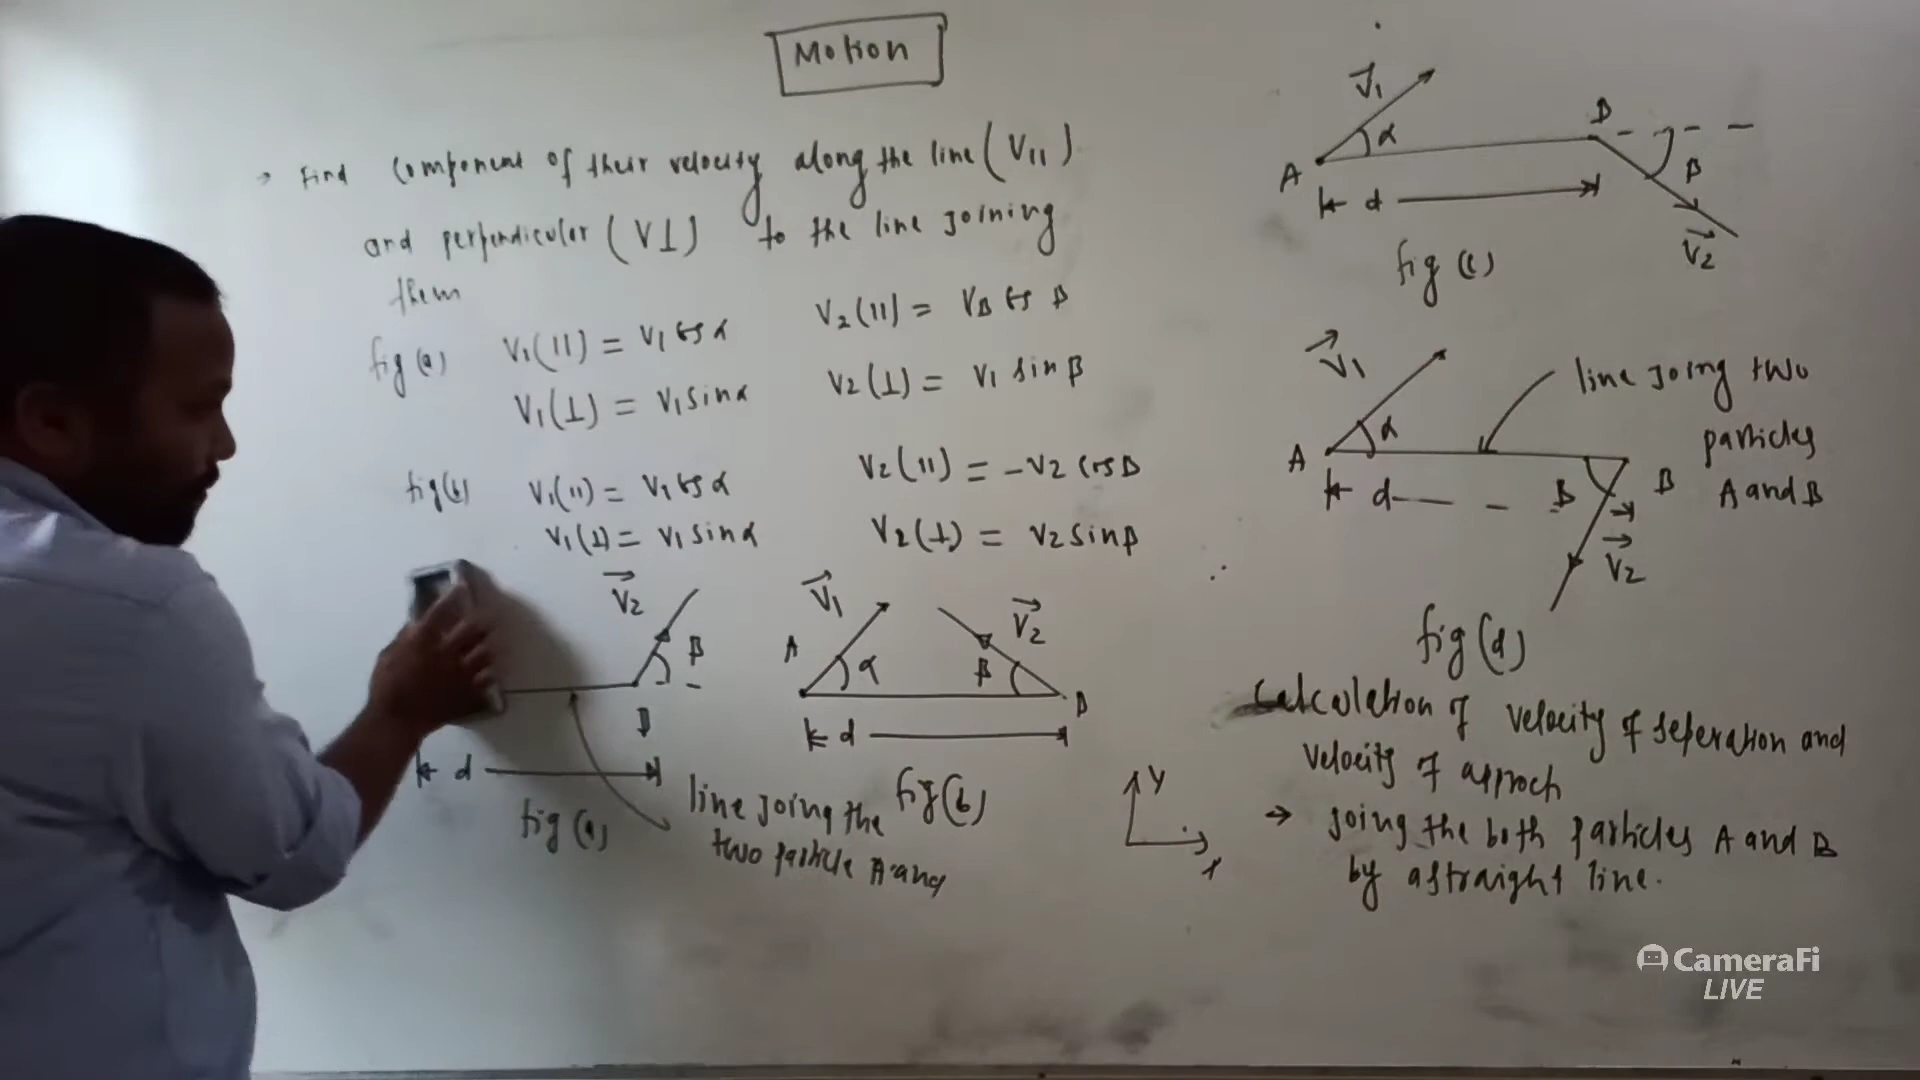 Motion
→ Find component of their velocity along the line (V||)
and perpendicular (V⊥) to the line joining
them
fig (a) V1(||) = V1 cos α V2(||) = VB cos β
V1(⊥) = V1 sin α V2(⊥) = V1 sin β
fig(b) V1(||) = V1 cos α V2(||) = -V2 cos β
V1(⊥) = V1 sin α V2(⊥) = V2 sin β
V2
β
B
d
fig (a)
line joing the
two particle A and
V1
A
α
V2
β
B
d
fig (b)
Y
X
V1
α
A
B
β
d
V2
fig (c)
V1
α
A
d
β
B
V2
line joing two
particles
A and B
fig (d)
Calculation of velocity of seperation and
velocity of approch
→ joing the both particles A and B
by a straight line.
CameraFi
LIVE